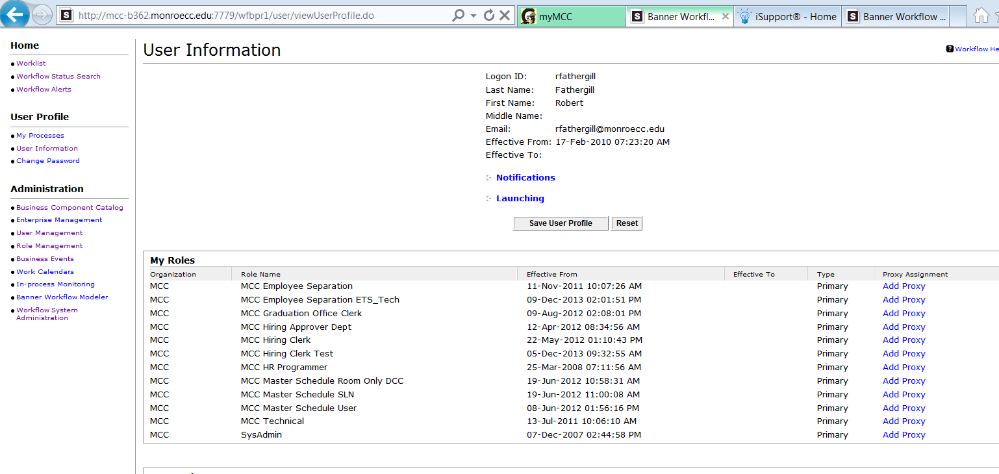 http://mcc-b362.monroecc.edu:7779/wfbpr1/user/viewUserProfile.do
myMCC
Banner Workfl...
iSupport® - Home
Banner Workflow ...
Home
Worklist
Workflow Status Search
Workflow Alerts
User Profile
My Processes
User Information
Change Password
Administration
Business Component Catalog
Enterprise Management
User Management
Role Management
Business Events
Work Calendars
In-process Monitoring
Banner Workflow Modeler
Workflow System
Administration
User Information
Workflow He
Logon ID: rfathergill
Last Name: Fathergill
First Name: Robert
Middle Name:
Email: rfathergill@monroecc.edu
Effective From: 17-Feb-2010 07:23:20 AM
Effective To:
Notifications
Launching
Save User Profile Reset
My Roles
Organization Role Name Effective From Effective To Type Proxy Assignment
MCC MCC Employee Separation 11-Nov-2011 10:07:26 AM Primary Add Proxy
MCC MCC Employee Separation ETS_Tech 09-Dec-2013 02:01:51 PM Primary Add Proxy
MCC MCC Graduation Office Clerk 09-Aug-2012 02:08:01 PM Primary Add Proxy
MCC MCC Hiring Approver Dept 12-Apr-2012 08:34:56 AM Primary Add Proxy
MCC MCC Hiring Clerk 22-May-2012 01:10:43 PM Primary Add Proxy
MCC MCC Hiring Clerk Test 05-Dec-2013 09:32:55 AM Primary Add Proxy
MCC MCC HR Programmer 25-Mar-2008 07:11:56 AM Primary Add Proxy
MCC MCC Master Schedule Room Only DCC 19-Jun-2012 10:58:31 AM Primary Add Proxy
MCC MCC Master Schedule SLN 19-Jun-2012 11:00:08 AM Primary Add Proxy
MCC MCC Master Schedule User 08-Jun-2012 01:56:16 PM Primary Add Proxy
MCC MCC Technical 13-Jul-2011 10:06:10 AM Primary Add Proxy
MCC SysAdmin 07-Dec-2007 02:44:58 PM Primary Add Proxy